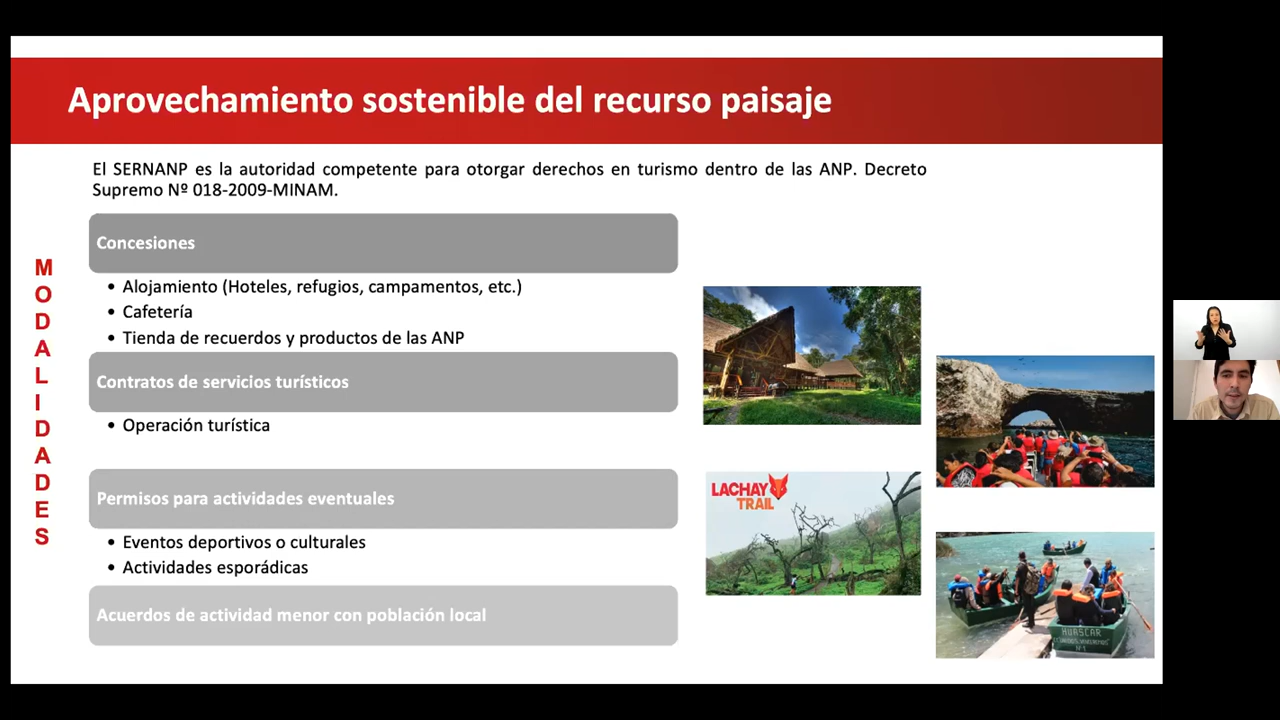 Aprovechamiento sostenible del recurso paisaje
El SERNANP es la autoridad competente para otorgar derechos en turismo dentro de las ANP. Decreto
Supremo Nº 018-2009-MINAM.
MODALIDADES
Concesiones
• Alojamiento (Hoteles, refugios, campamentos, etc.)
• Cafetería
• Tienda de recuerdos y productos de las ANP
Contratos de servicios turísticos
• Operación turística
Permisos para actividades eventuales
• Eventos deportivos o culturales
• Actividades esporádicas
Acuerdos de actividad menor con población local
LACHAY
TRAIL
HUASCAR
Nº1